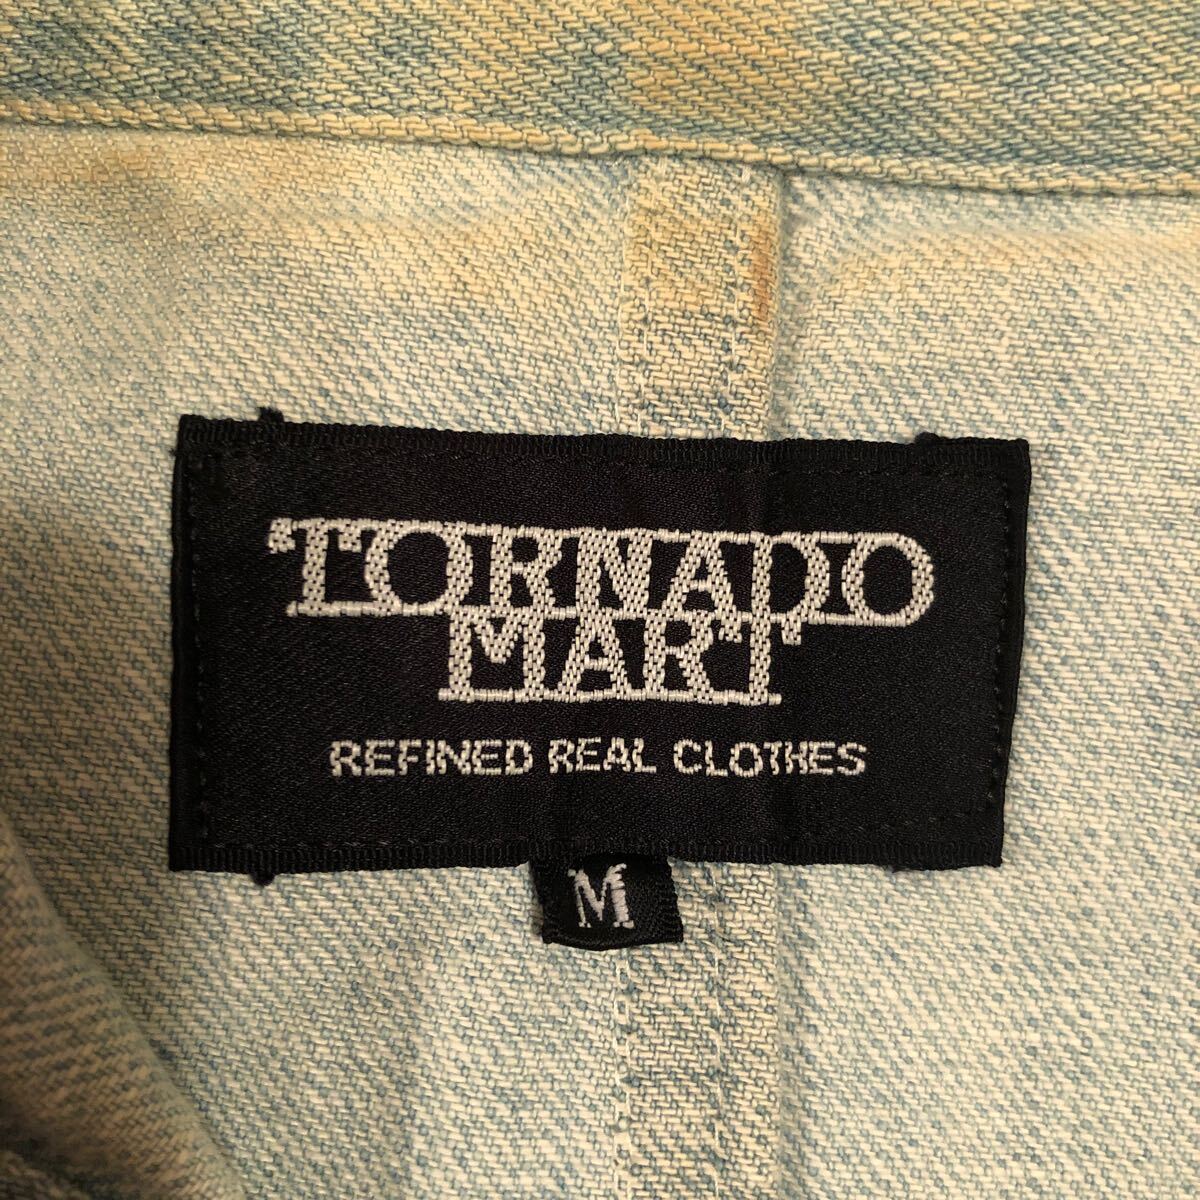 TORNADO
MART
REFINED REAL CLOTHES
M